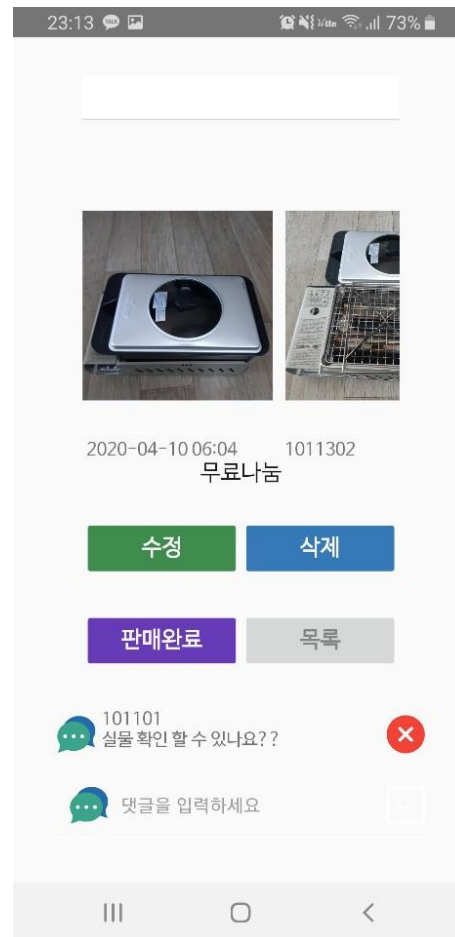 23:13
73%
2020-04-10 06:04 1011302
무료나눔
수정 삭제
판매완료 목록
101101
실물 확인 할 수 있나요??
댓글을 입력하세요